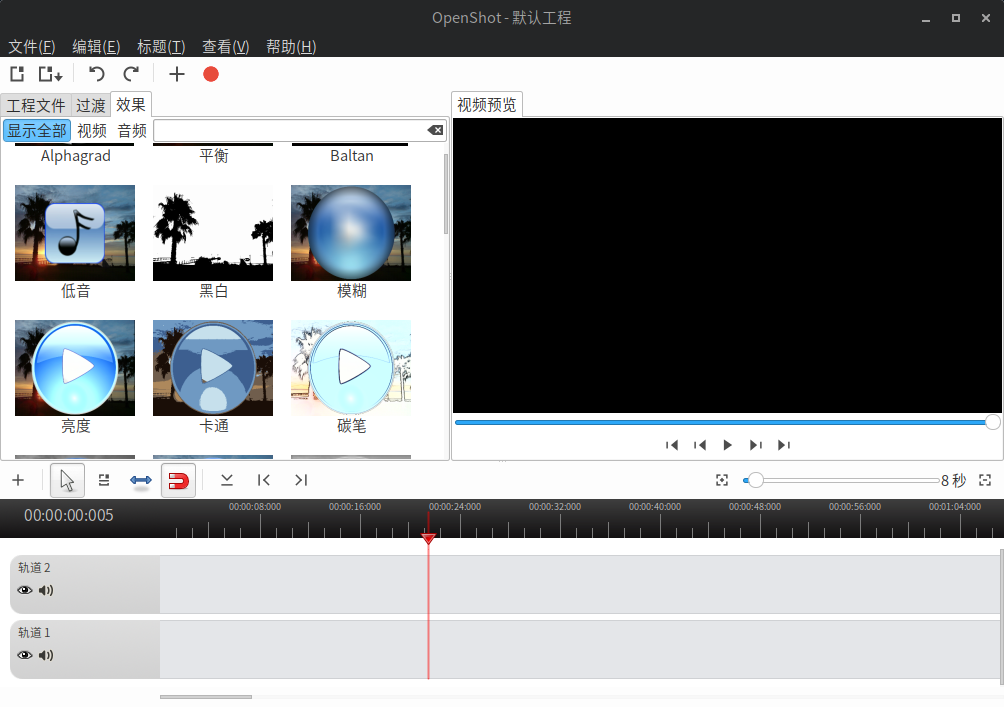 OpenShot - 默认工程
文件(F) 编辑(E) 标题(T) 查看(V) 帮助(H)
工程文件 过渡 效果
视频预览
显示全部 视频 音频
Alphagrad 平衡 Baltan
低音 黑白 模糊
亮度 卡通 碳笔
8 秒
00:00:00:005
00:00:08:000 00:00:16:000 00:00:24:000 00:00:32:000 00:00:40:000 00:00:48:000 00:00:56:000 00:01:04:000
轨道 2
轨道 1